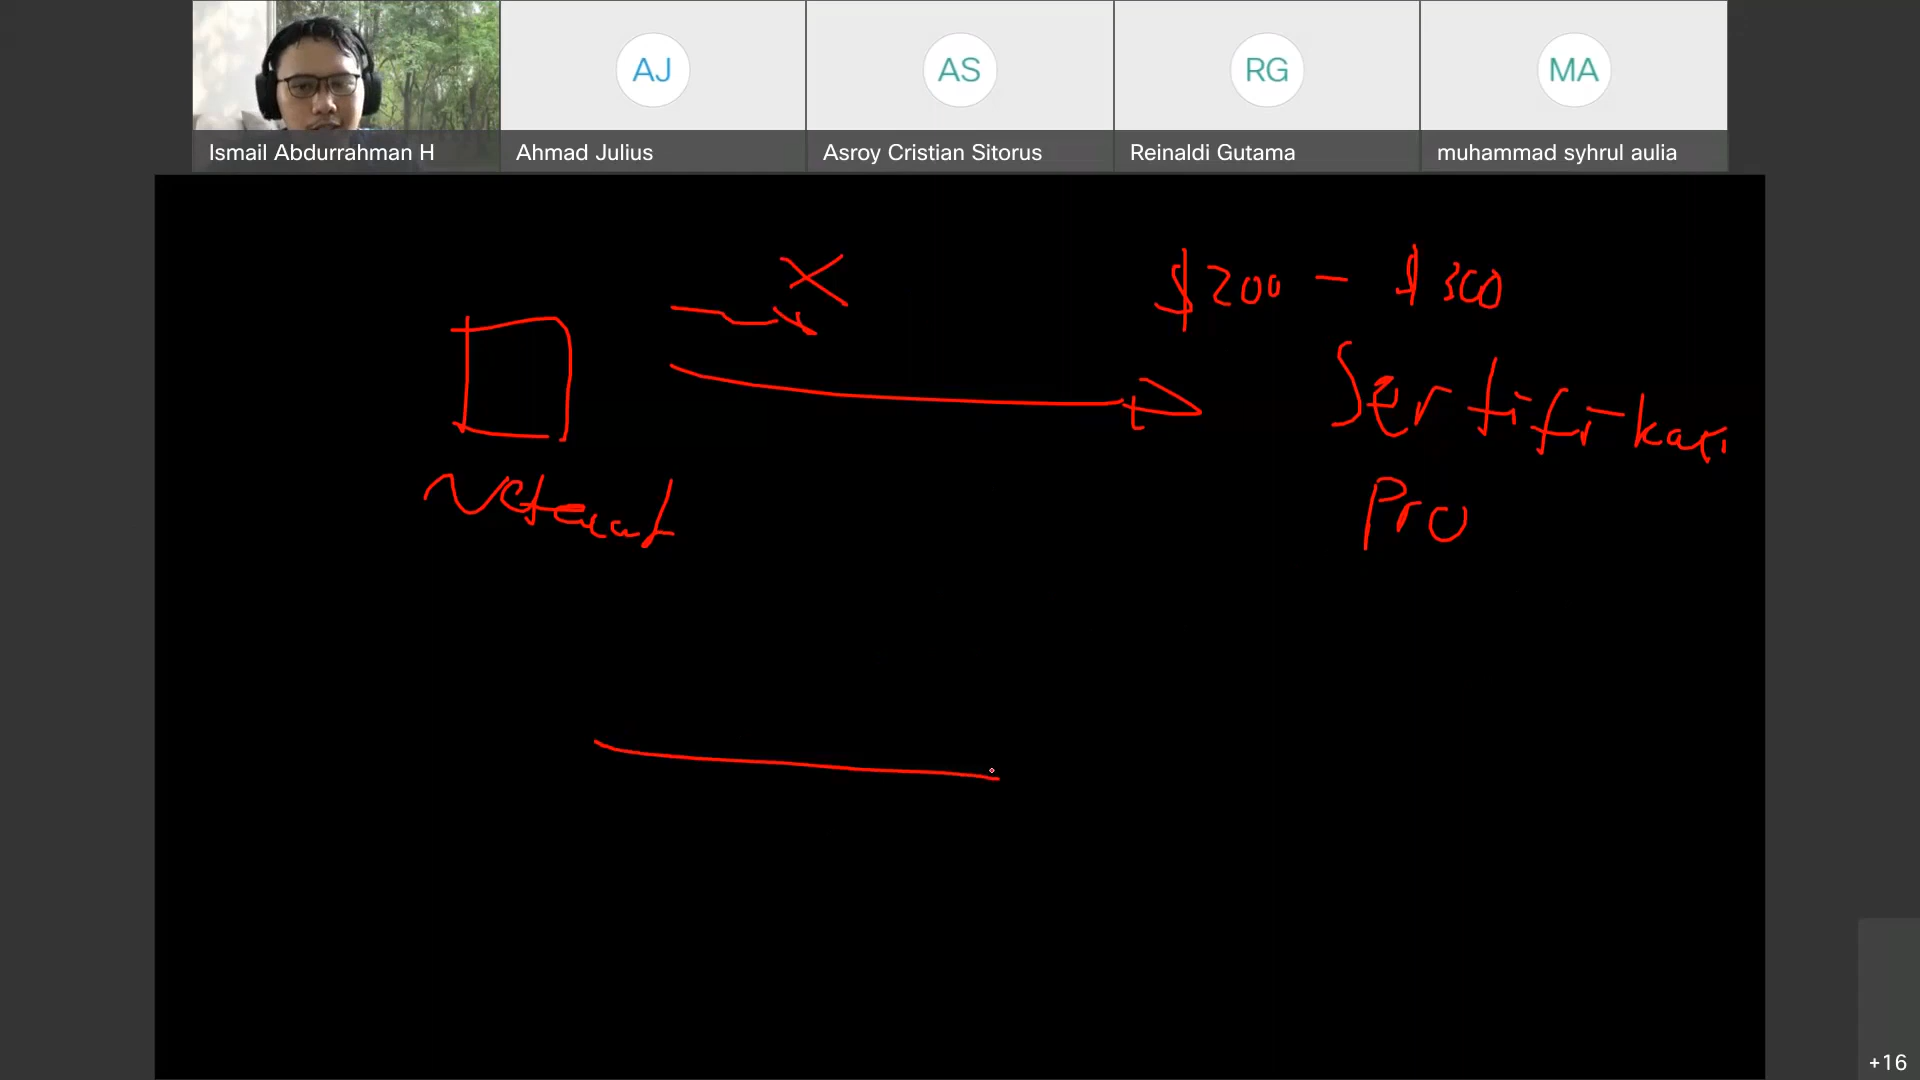 AJ
AS
RG
MA
Ismail Abdurrahman H
Ahmad Julius
Asroy Cristian Sitorus
Reinaldi Gutama
muhammad syhrul aulia
$200 - $300
Sertifikasi
Pro
+16